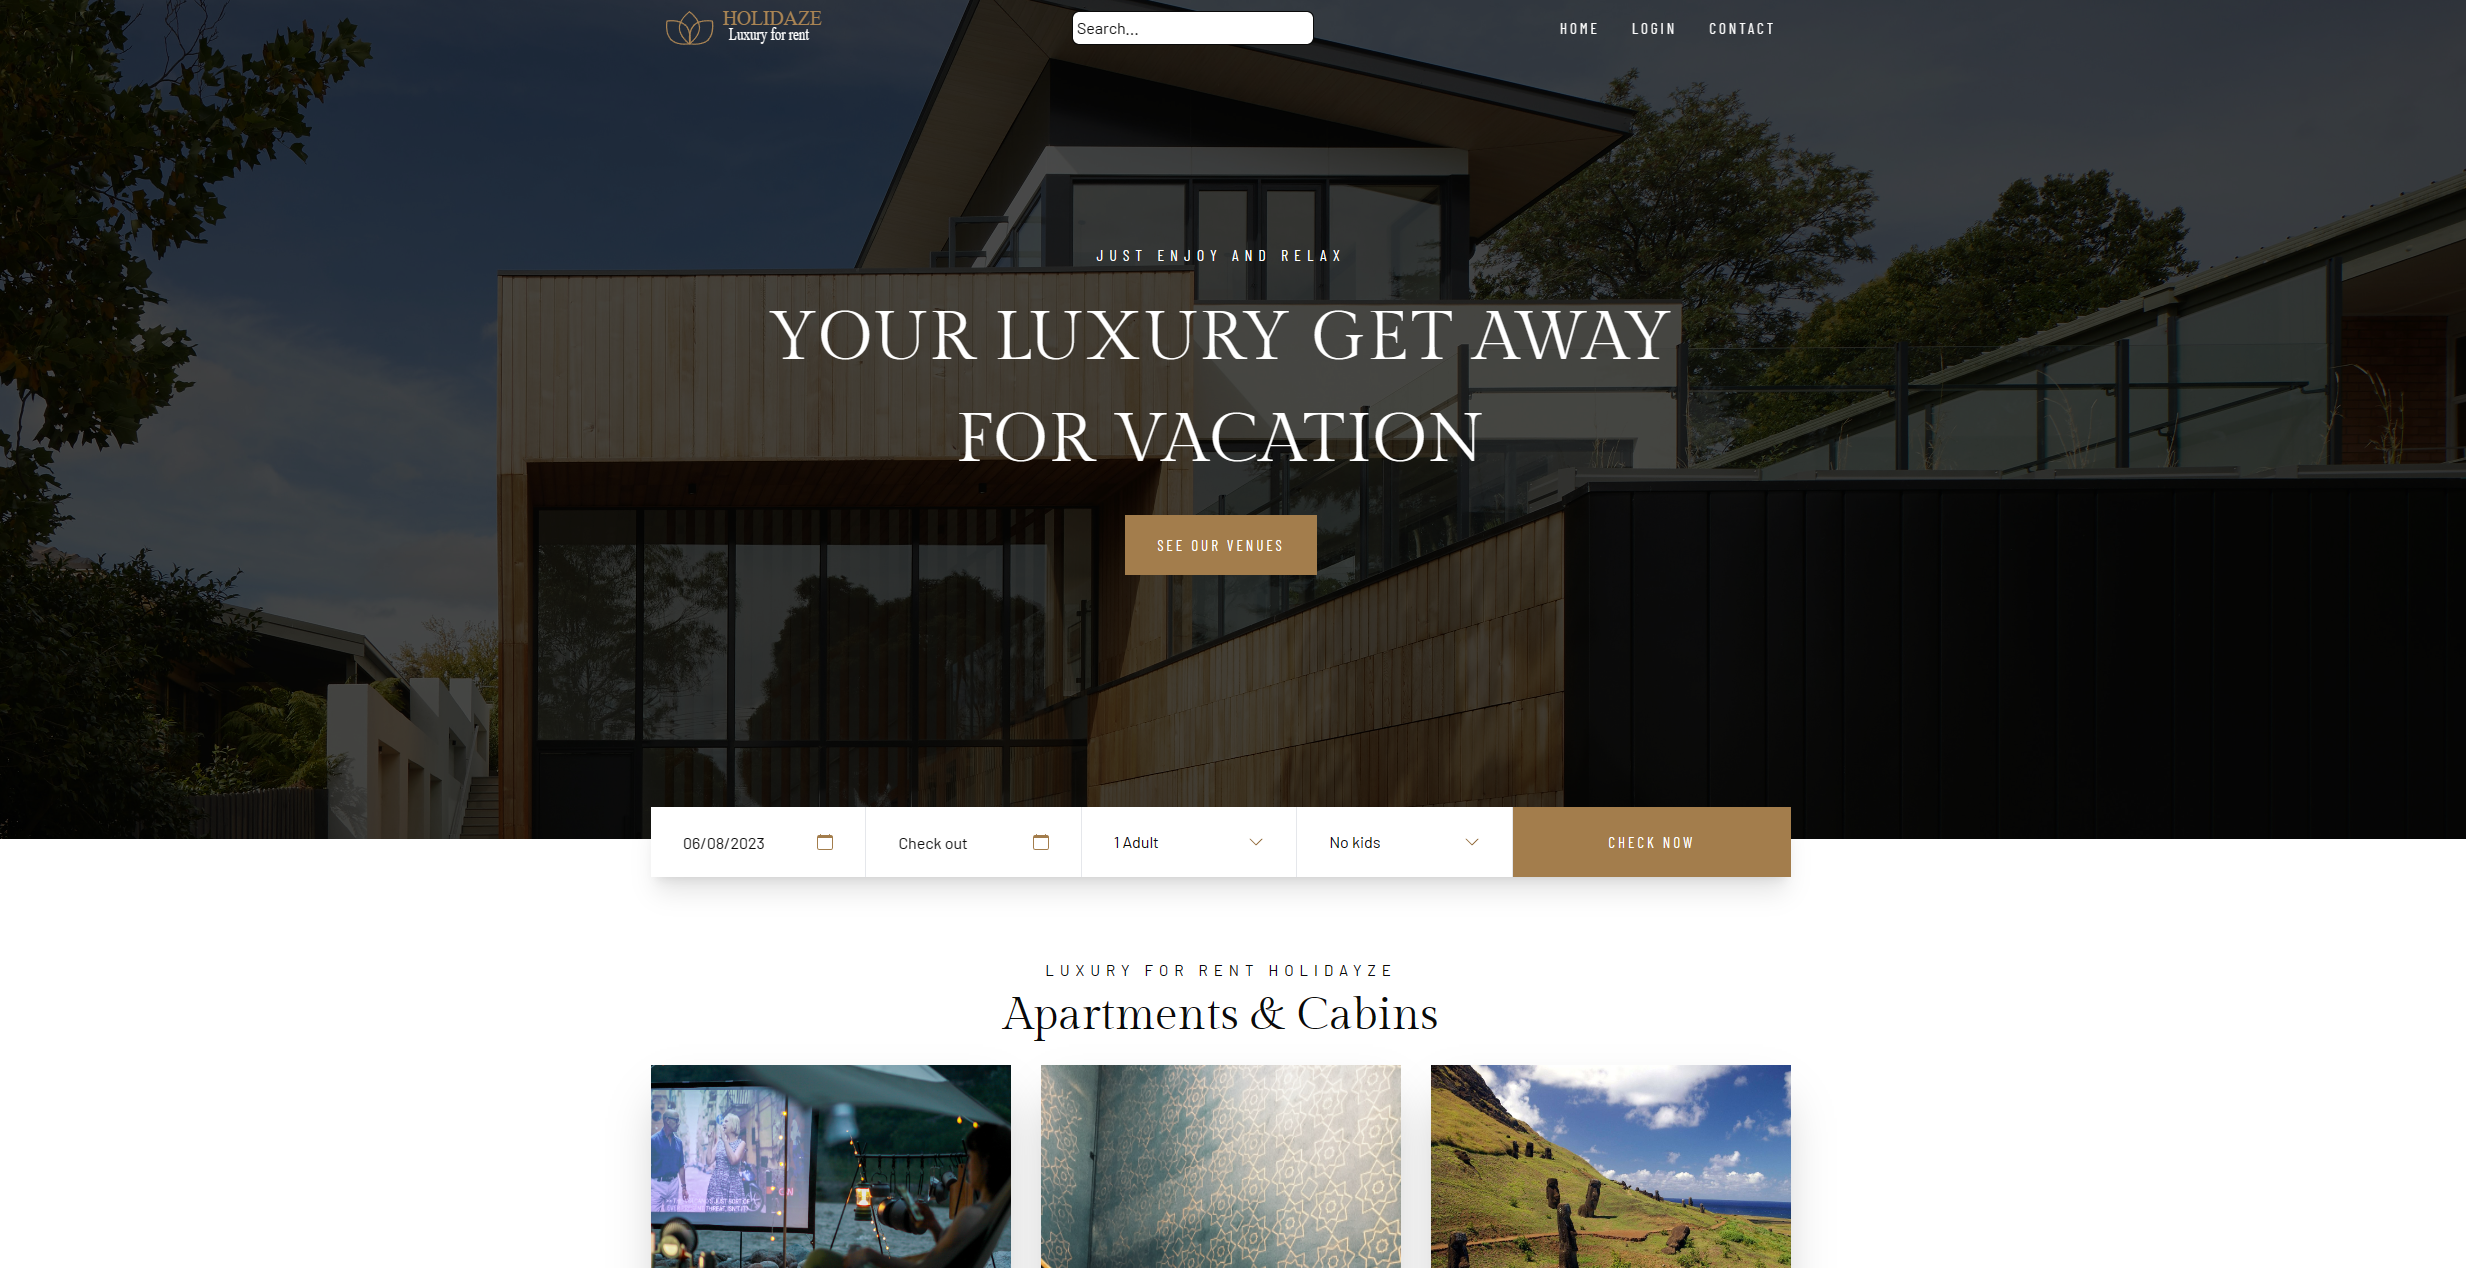 HOLIDAZE
Luxury for rent
Search...
HOME
LOGIN
CONTACT
JUST ENJOY AND RELAX
YOUR LUXURY GET AWAY
FOR VACATION
SEE OUR VENUES
06/08/2023
Check out
1 Adult
No kids
CHECK NOW
LUXURY FOR RENT HOLIDAYZE
Apartments & Cabins